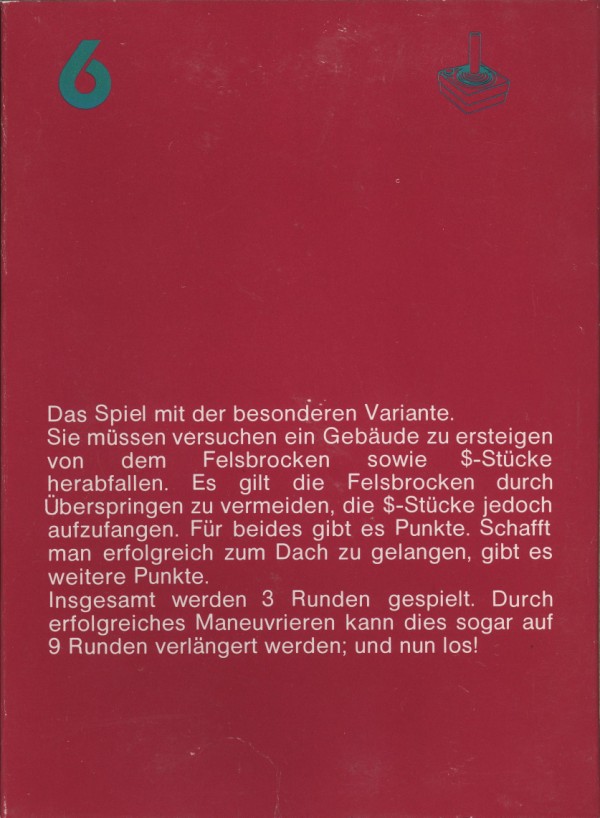 6
Das Spiel mit der besonderen Variante.
Sie müssen versuchen ein Gebäude zu ersteigen
von dem Felsbrocken sowie $-Stücke
herabfallen. Es gilt die Felsbrocken durch
Überspringen zu vermeiden, die $-Stücke jedoch
aufzufangen. Für beides gibt es Punkte. Schafft
man erfolgreich zum Dach zu gelangen, gibt es
weitere Punkte.
Insgesamt werden 3 Runden gespielt. Durch
erfolgreiches Maneuvrieren kann dies sogar auf
9 Runden verlängert werden; und nun los!